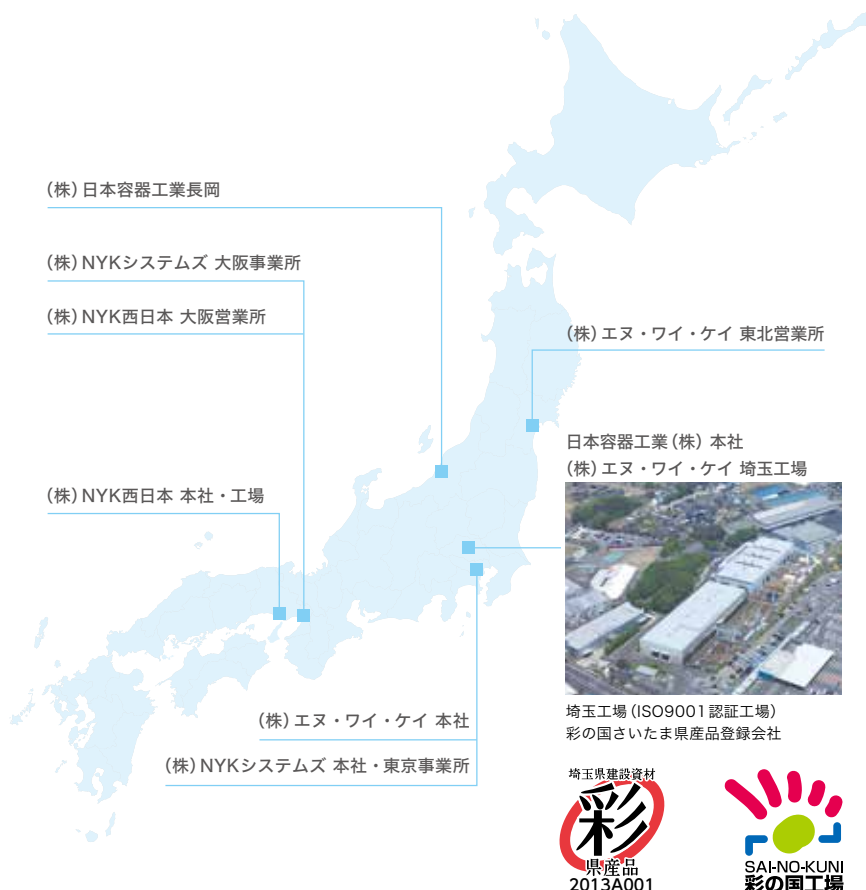 (株)日本容器工業長岡
(株)NYKシステムズ 大阪事業所
(株)NYK西日本 大阪営業所
(株)エヌ・ワイ・ケイ 東北営業所
日本容器工業(株) 本社
(株)エヌ・ワイ・ケイ 埼玉工場
(株)NYK西日本 本社・工場
埼玉工場(ISO9001認証工場)
彩の国さいたま県産品登録会社
(株)エヌ・ワイ・ケイ 本社
(株)NYKシステムズ 本社・東京事業所
埼玉県建設資材
彩
県産品
2013A001
SAI-NO-KUNI
彩の国工場